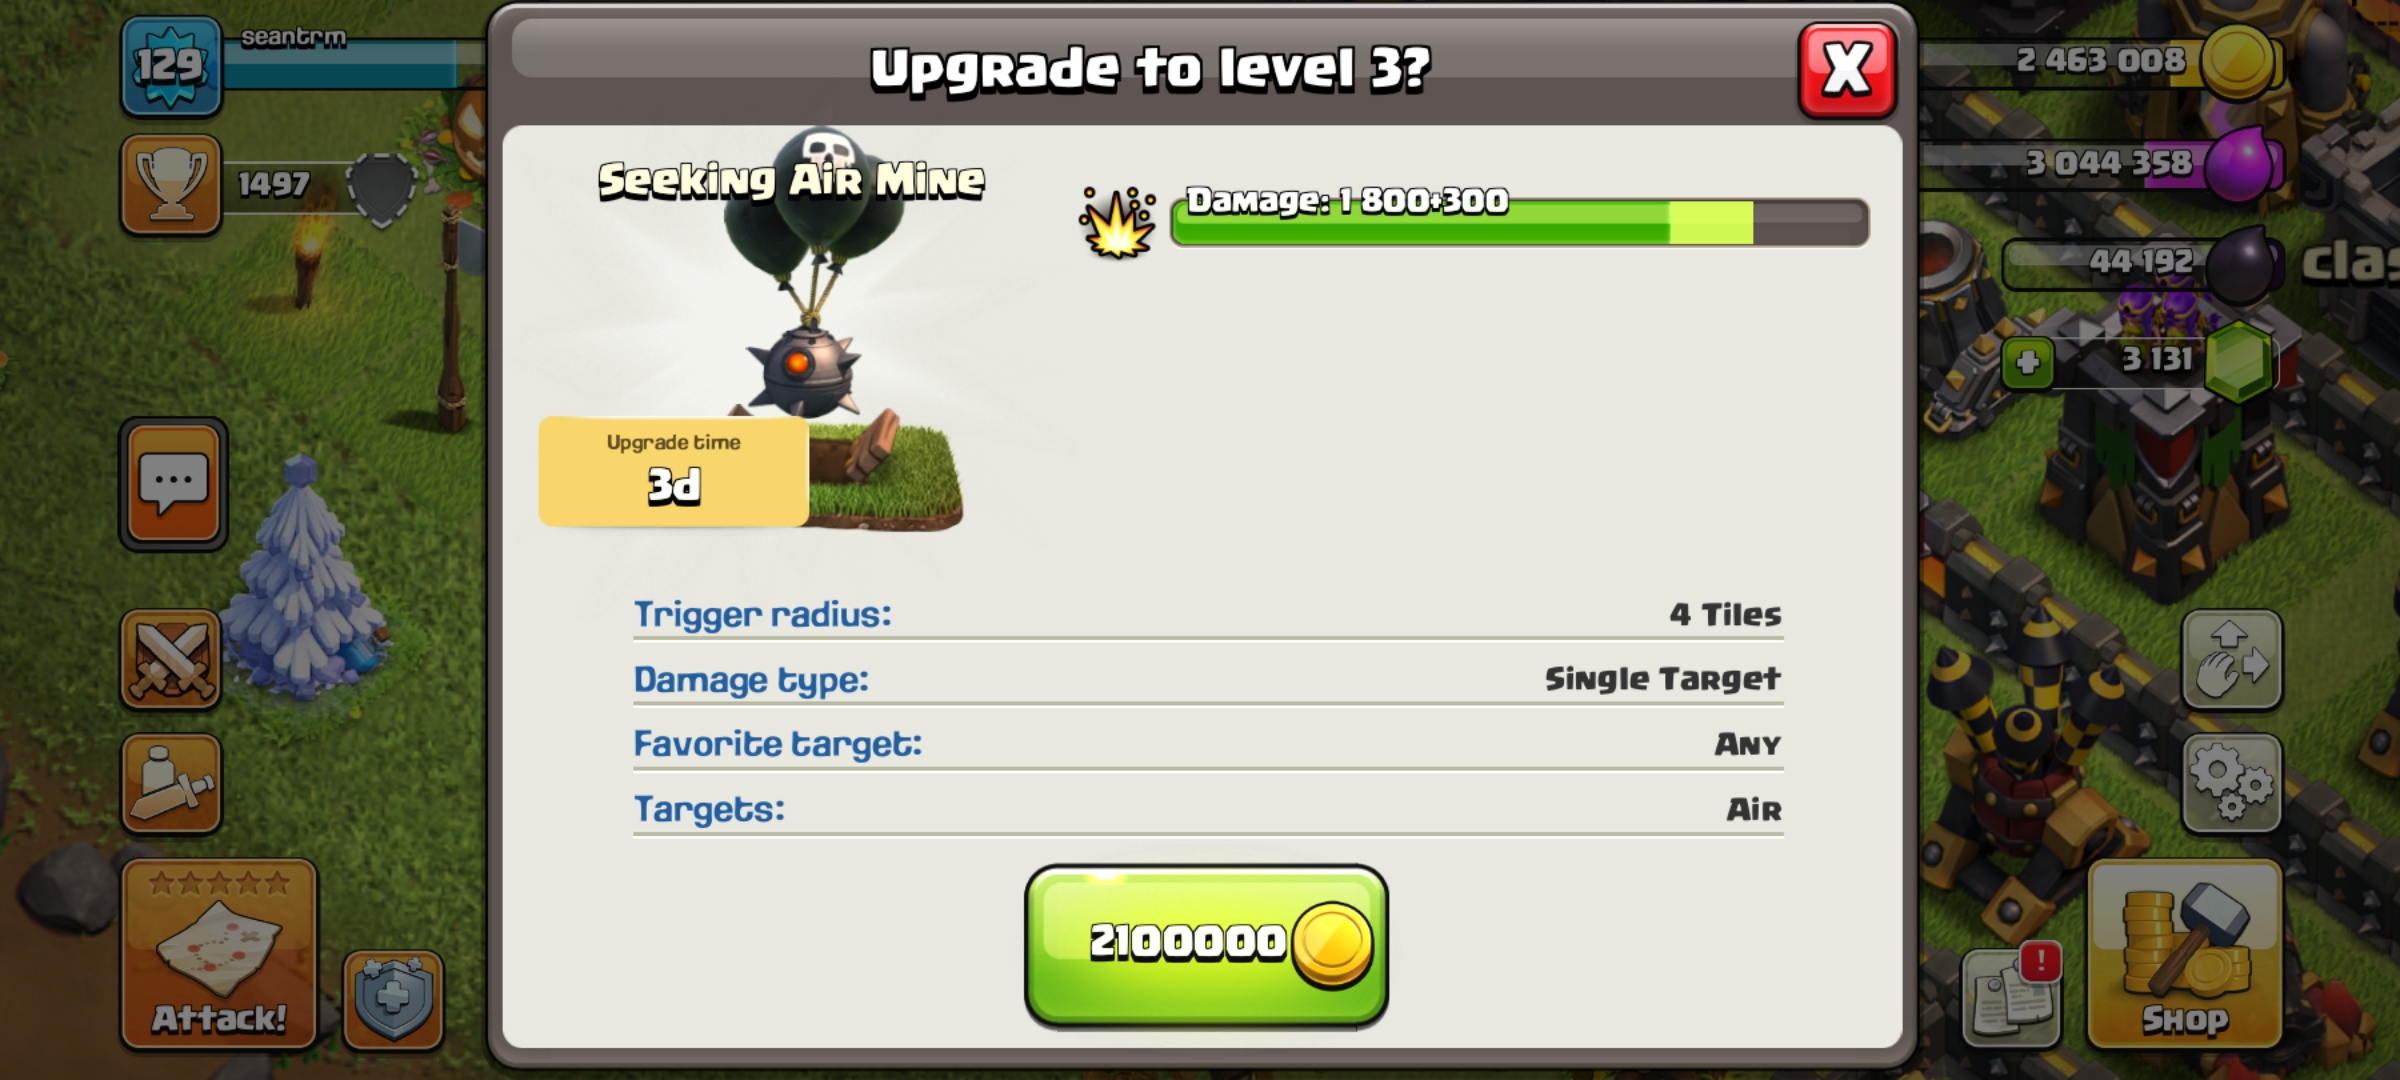 129
seantrm
1497
Upgrade to level 3?
X
2 463 008
3 044 358
44 192
clas
3 131
Seeking Air Mine
Damage: 1 800+300
Upgrade time
3d
Trigger radius: 4 Tiles
Damage type: Single Target
Favorite target: Any
Targets: Air
2100000
Attack!
!
Shop